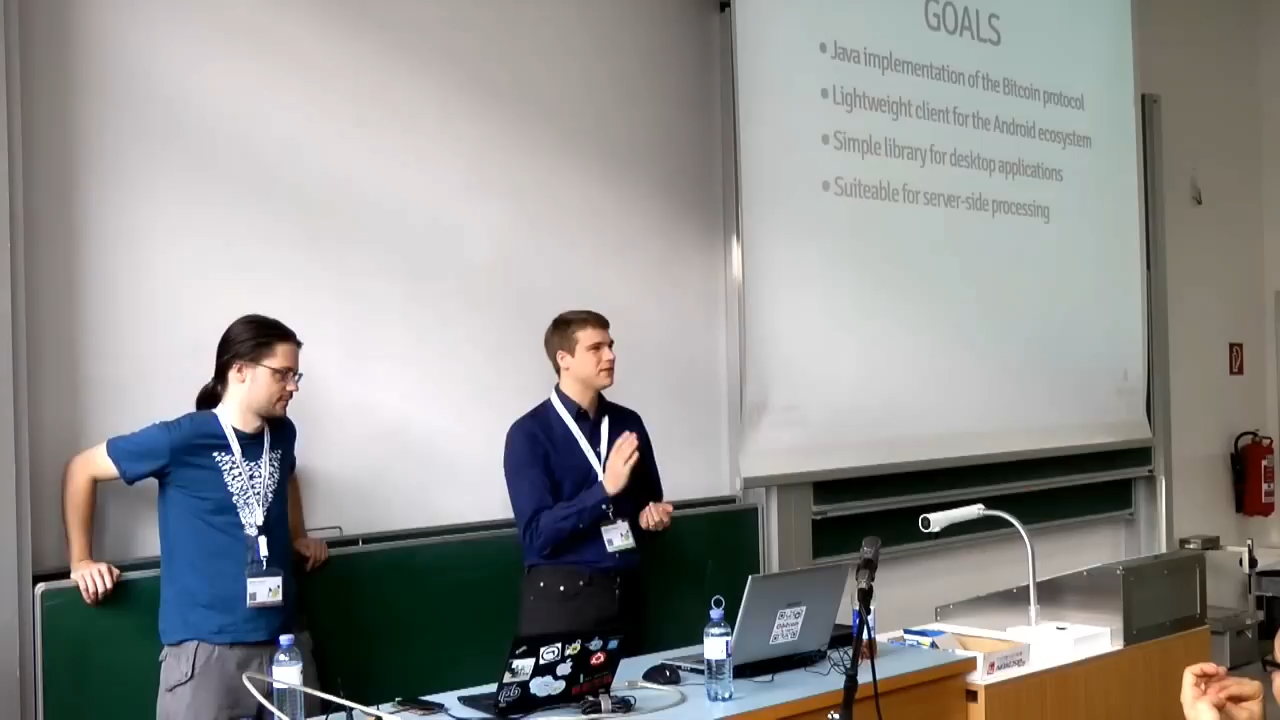 GOALS
• Java implementation of the Bitcoin protocol
• Lightweight client for the Android ecosystem
• Simple library for desktop applications
• Suiteable for server-side processing